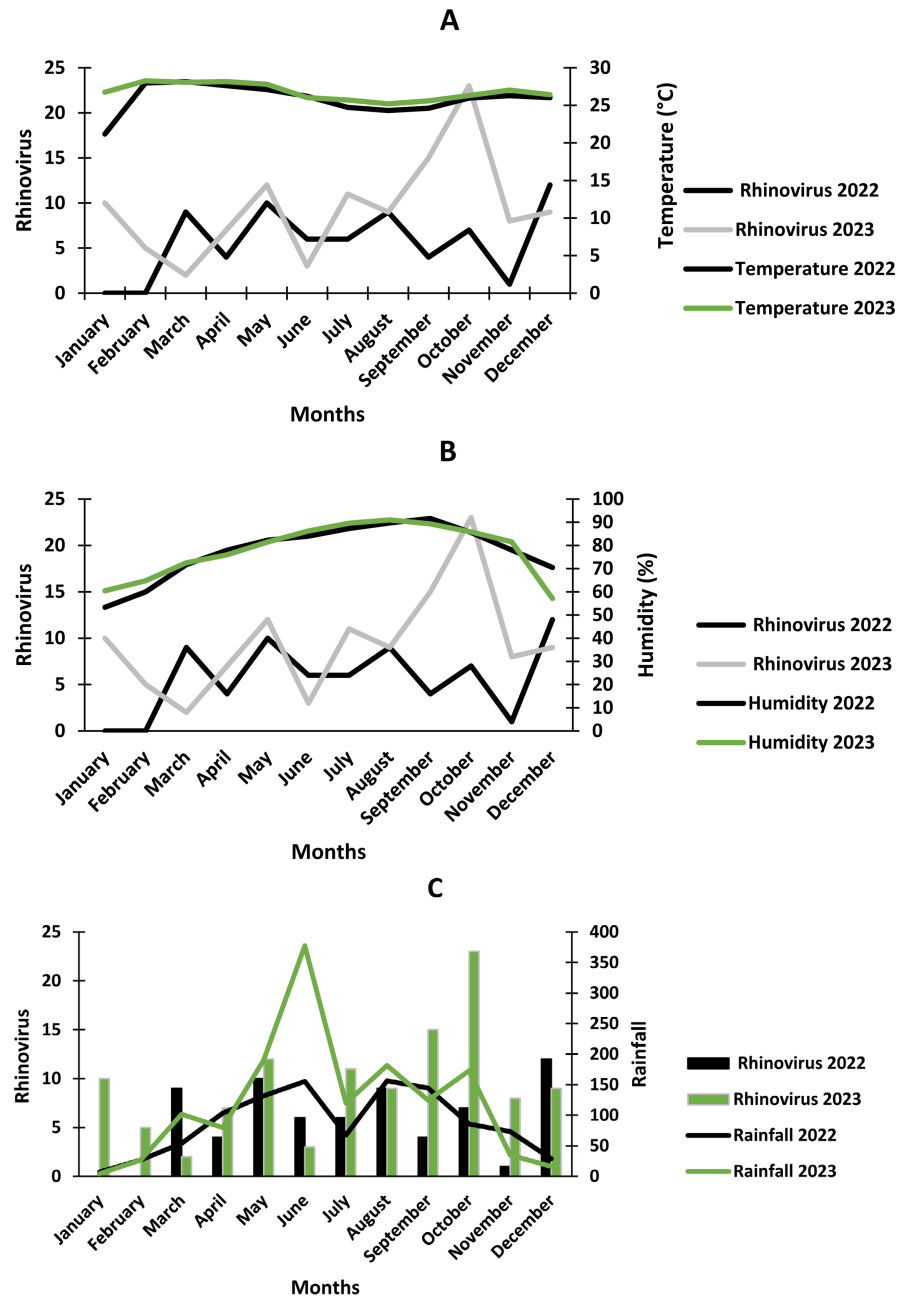 A
25
20
15
10
5
0
Rhinovirus
30
25
20
15
10
5
0
Temperature (°C)
January
February
March
April
May
June
July
August
September
October
November
December
Months
Rhinovirus 2022
Rhinovirus 2023
Temperature 2022
Temperature 2023
B
25
20
15
10
5
0
Rhinovirus
100
90
80
70
60
50
40
30
20
10
0
Humidity (%)
January
February
March
April
May
June
July
August
September
October
November
December
Months
Rhinovirus 2022
Rhinovirus 2023
Humidity 2022
Humidity 2023
C
25
20
15
10
5
0
Rhinovirus
400
350
300
250
200
150
100
50
0
Rainfall
January
February
March
April
May
June
July
August
September
October
November
December
Months
Rhinovirus 2022
Rhinovirus 2023
Rainfall 2022
Rainfall 2023